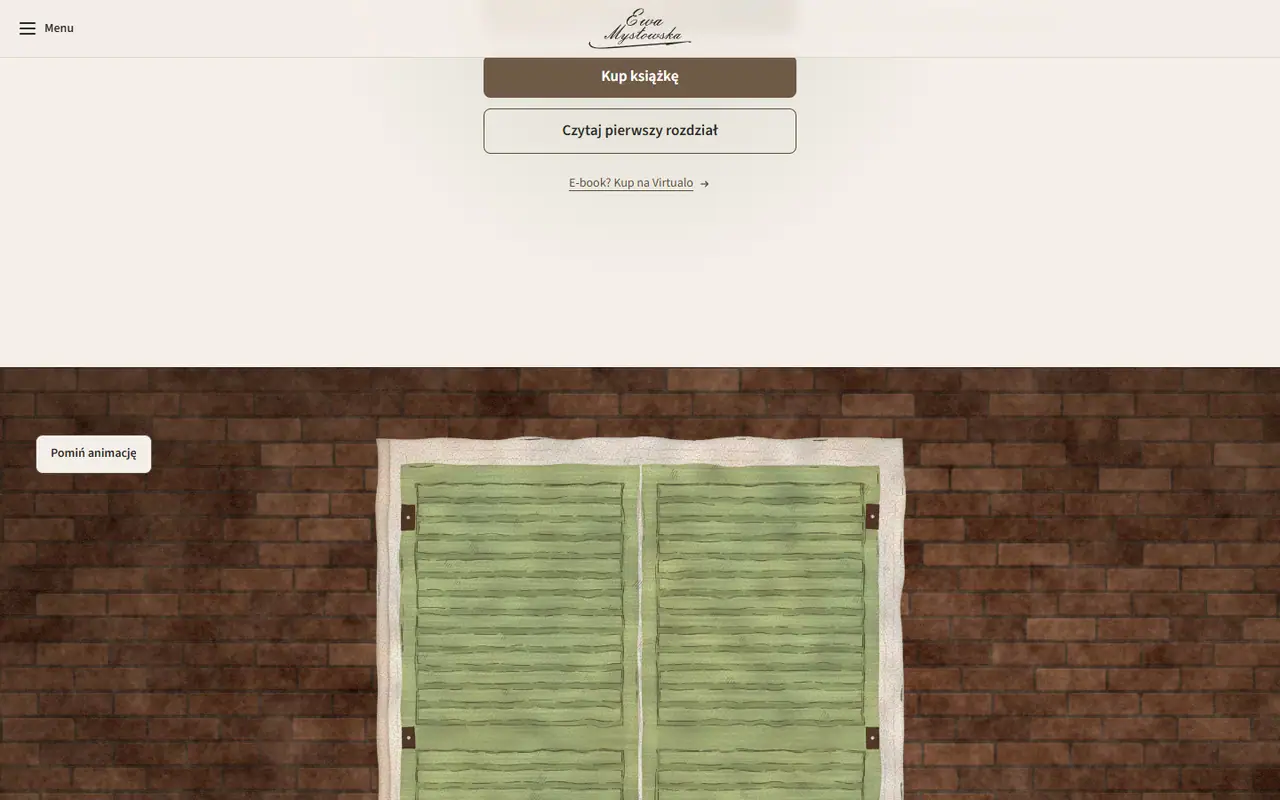 Menu
Ewa
Mysłowska
Kup książkę
Czytaj pierwszy rozdział
E-book? Kup na Virtualo →
Pomiń animację